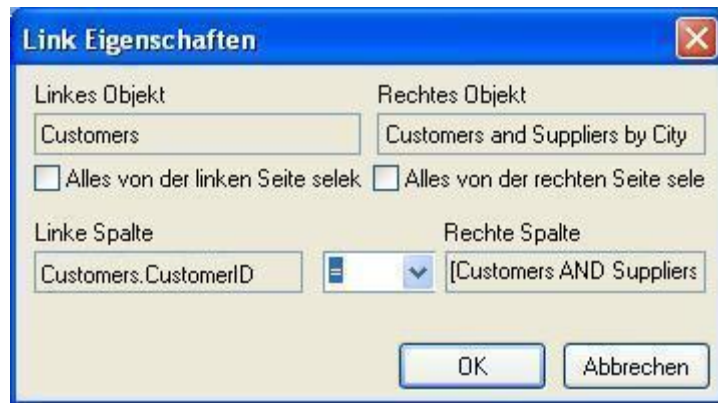 Link Eigenschaften
Linkes Objekt Rechtes Objekt
Customers Customers and Suppliers by City
Alles von der linken Seite selek Alles von der rechten Seite sele
Linke Spalte Rechte Spalte
Customers.CustomerID = [Customers AND Suppliers
OK Abbrechen